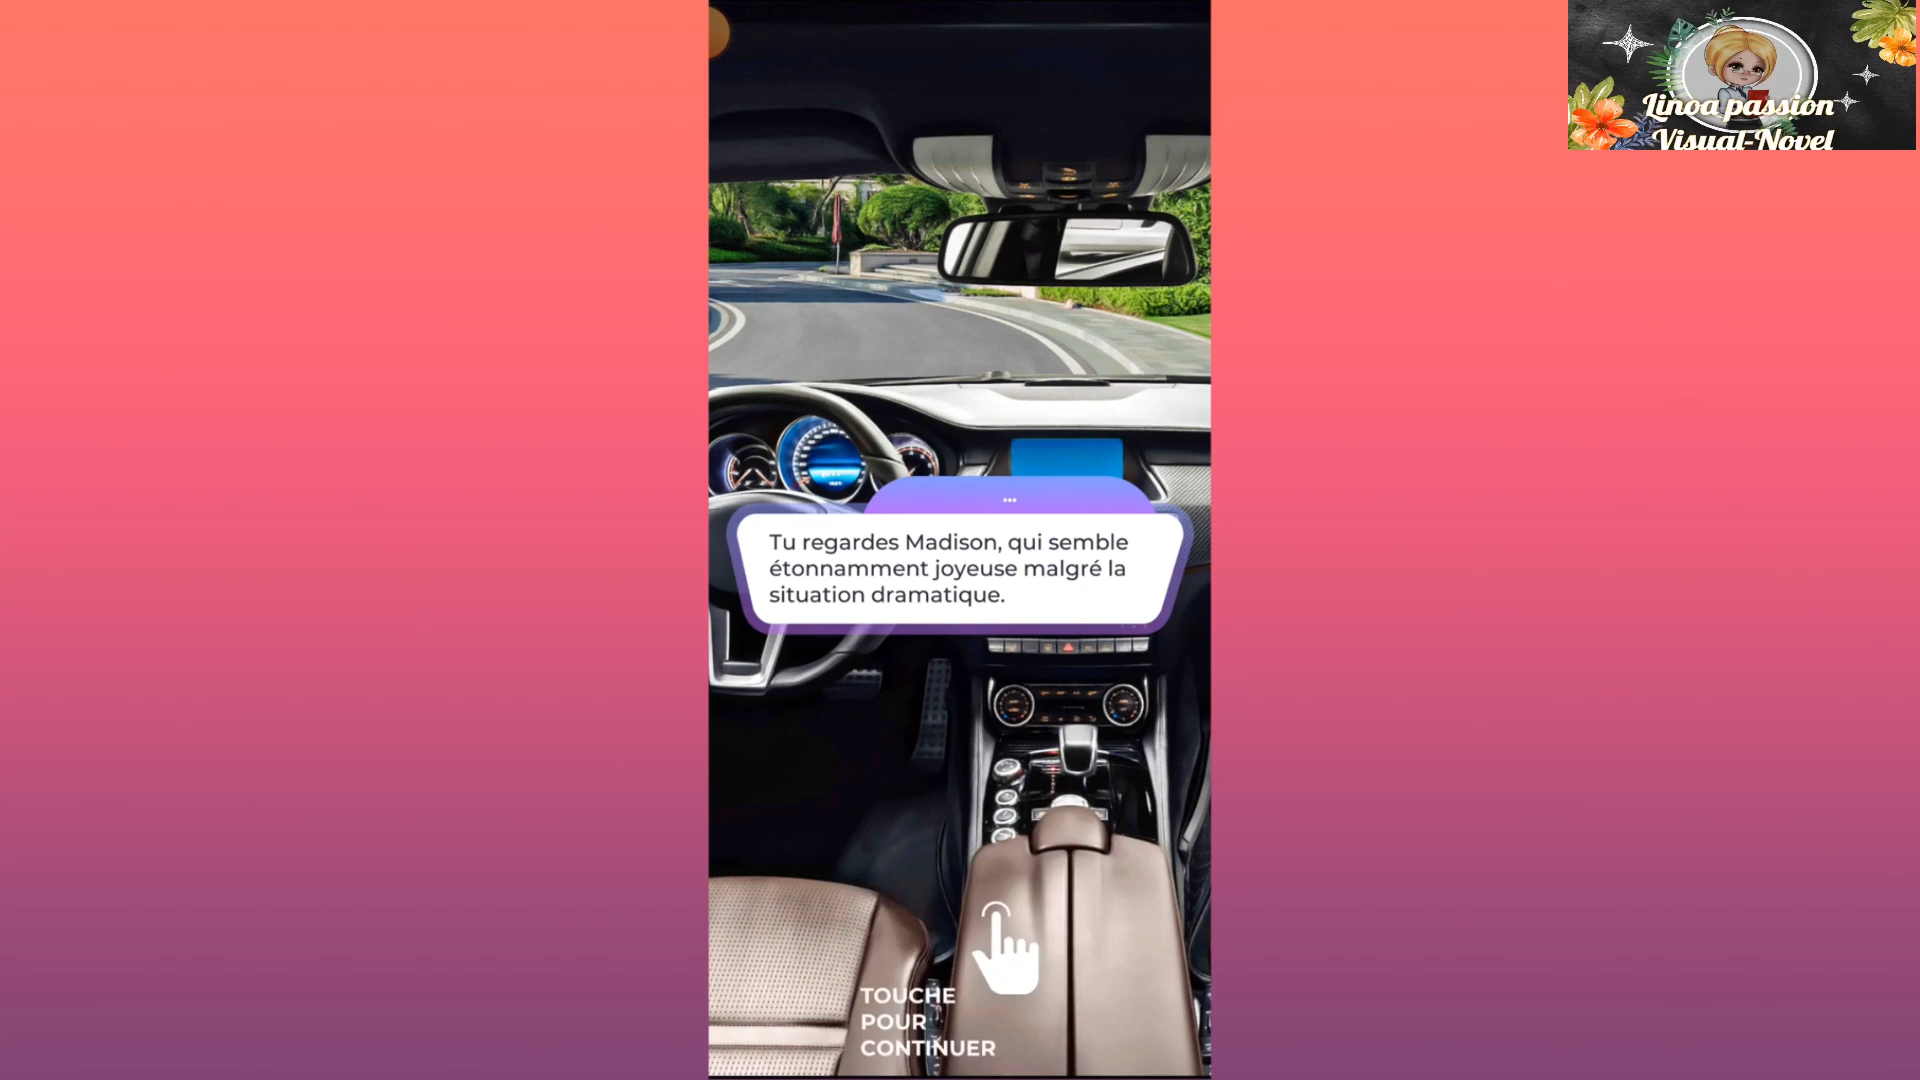 Linoa passion
Visual-Novel
...
Tu regardes Madison, qui semble
étonnamment joyeuse malgré la
situation dramatique.
TOUCHE
POUR
CONTINUER